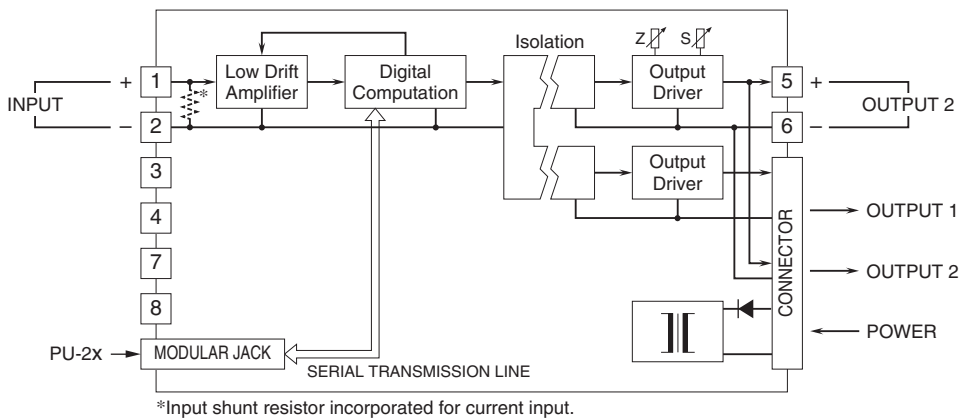 Isolation
Z
S
INPUT
+
1
*
Low Drift
Amplifier
Digital
Computation
Output
Driver
5
+
OUTPUT 2
–
2
6
–
3
Output
Driver
4
7
8
CONNECTOR
OUTPUT 1
OUTPUT 2
POWER
PU-2x
MODULAR JACK
SERIAL TRANSMISSION LINE
*Input shunt resistor incorporated for current input.